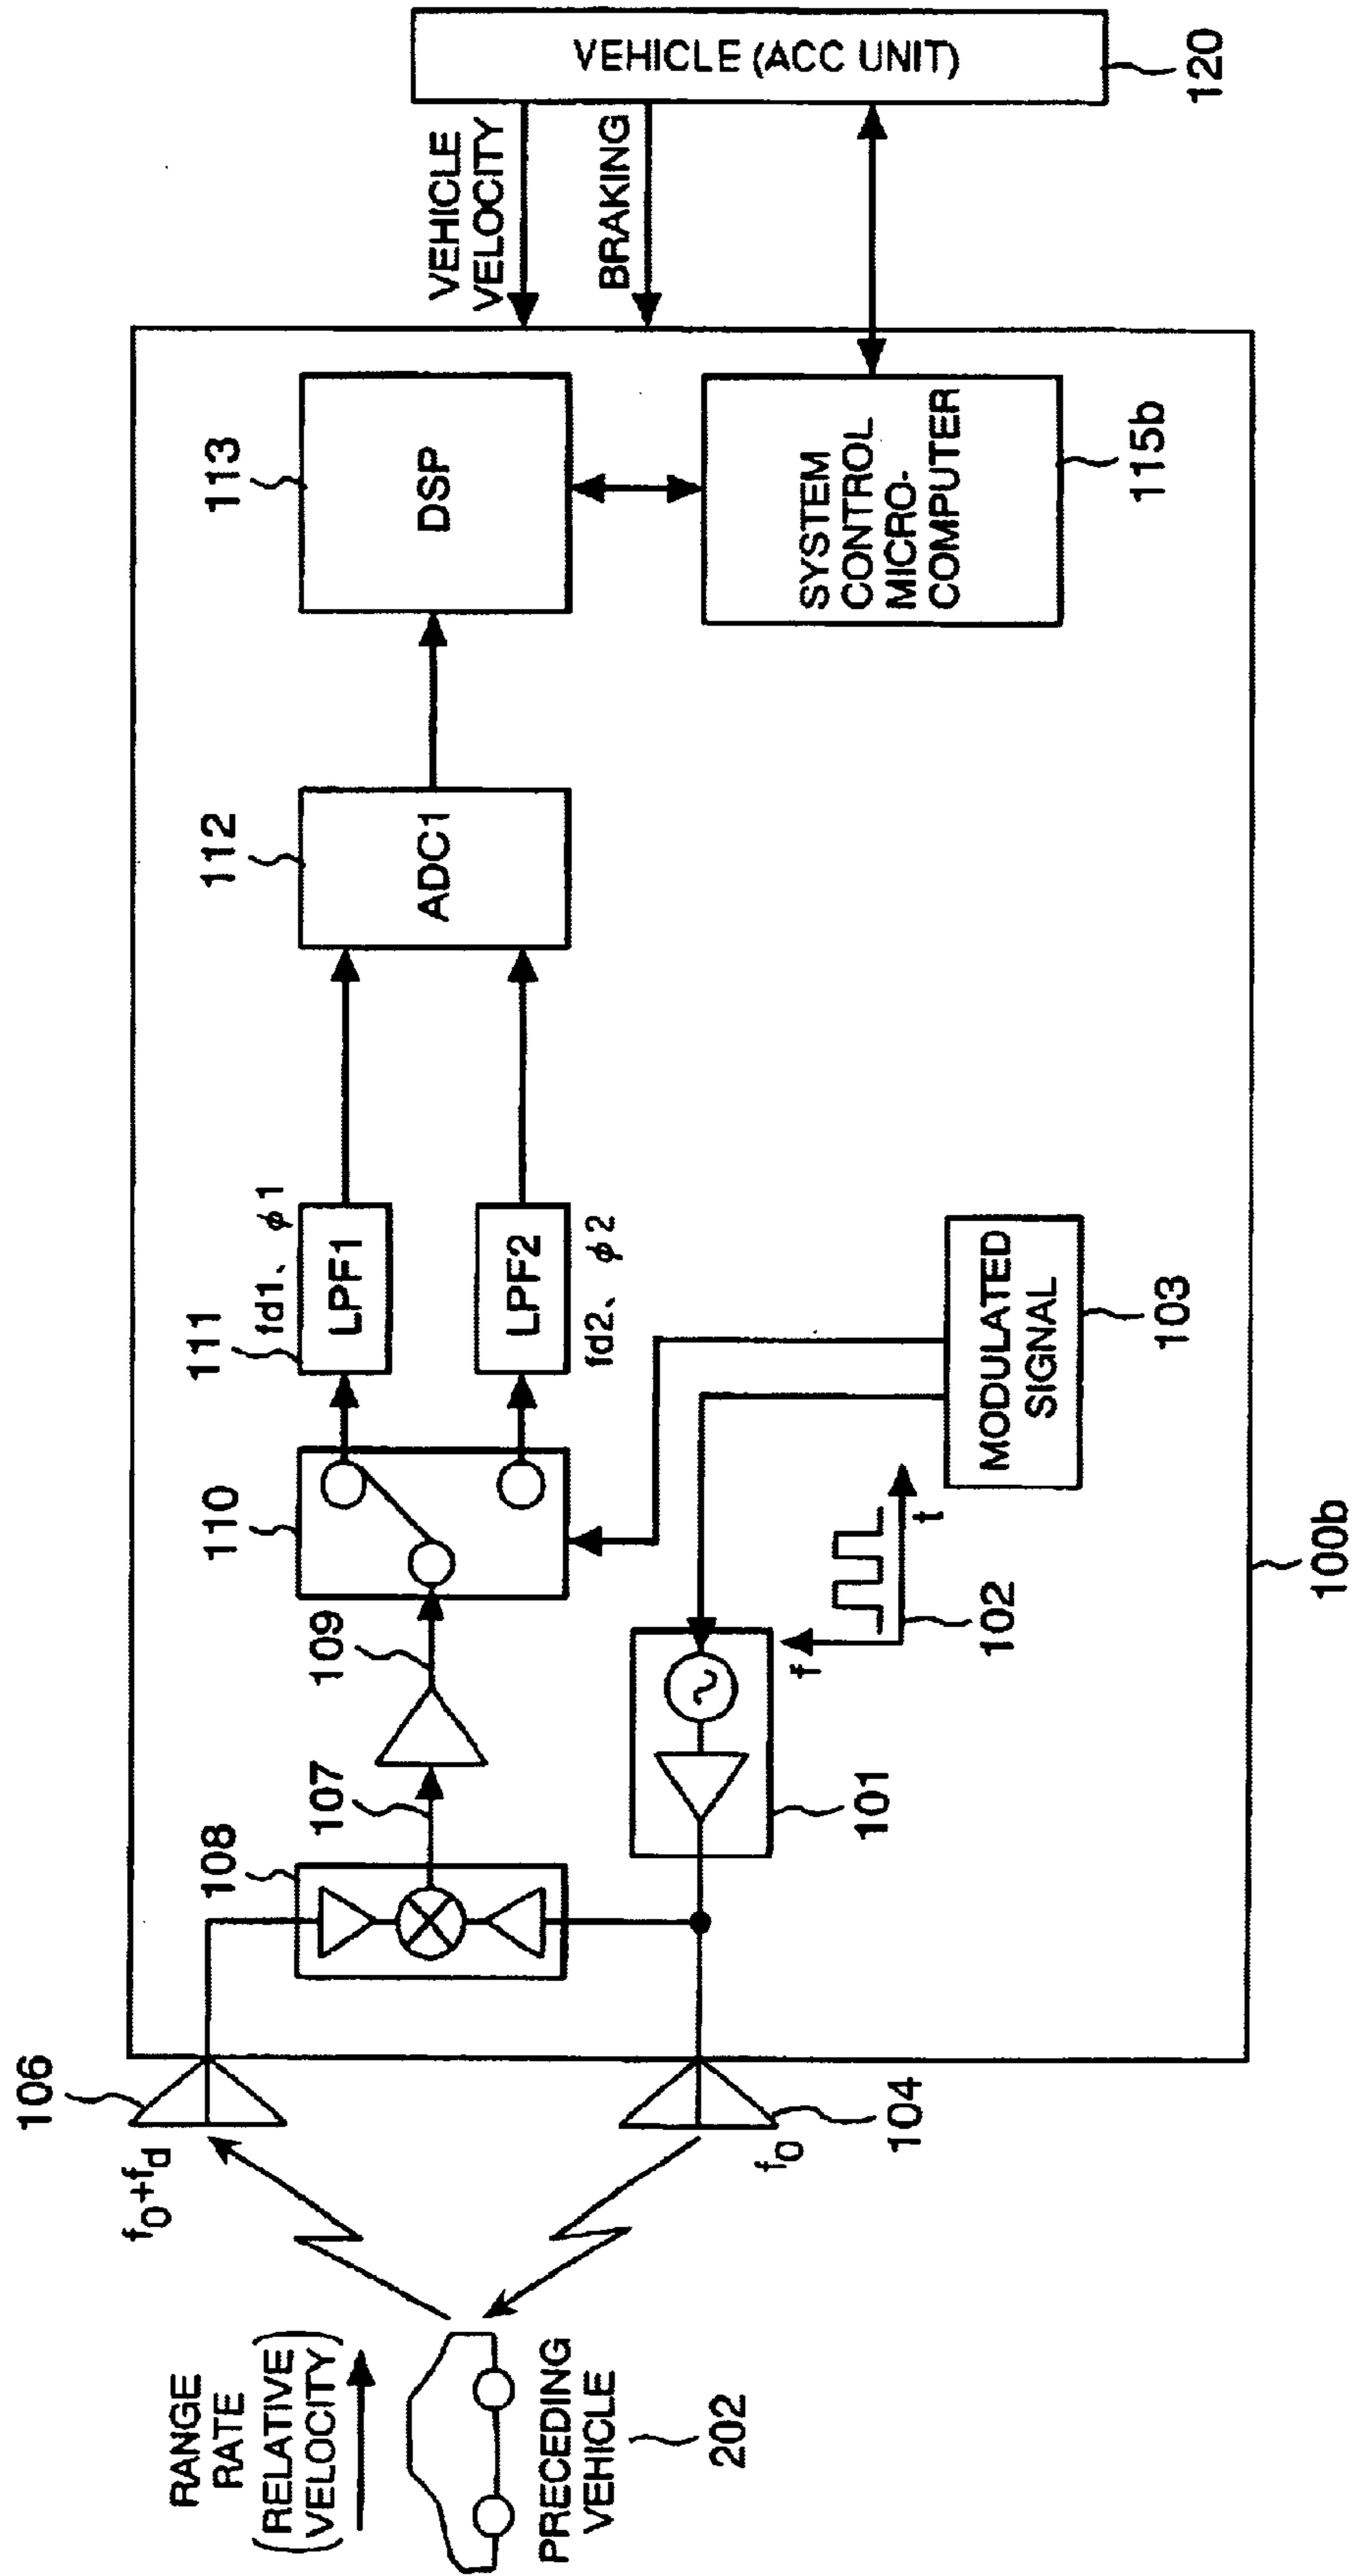 RANGE
RATE
(RELATIVE
VELOCITY)
PRECEDING
VEHICLE
202
f0+fd
106
f0
104
108
107
109
101
110
f
t
102
MODULATED
SIGNAL
103
111
fd1、φ1
LPF1
LPF2
fd2、φ2
112
ADC1
113
DSP
SYSTEM
CONTROL
MICRO-
COMPUTER
115b
100b
VEHICLE
VELOCITY
BRAKING
VEHICLE (ACC UNIT)
120